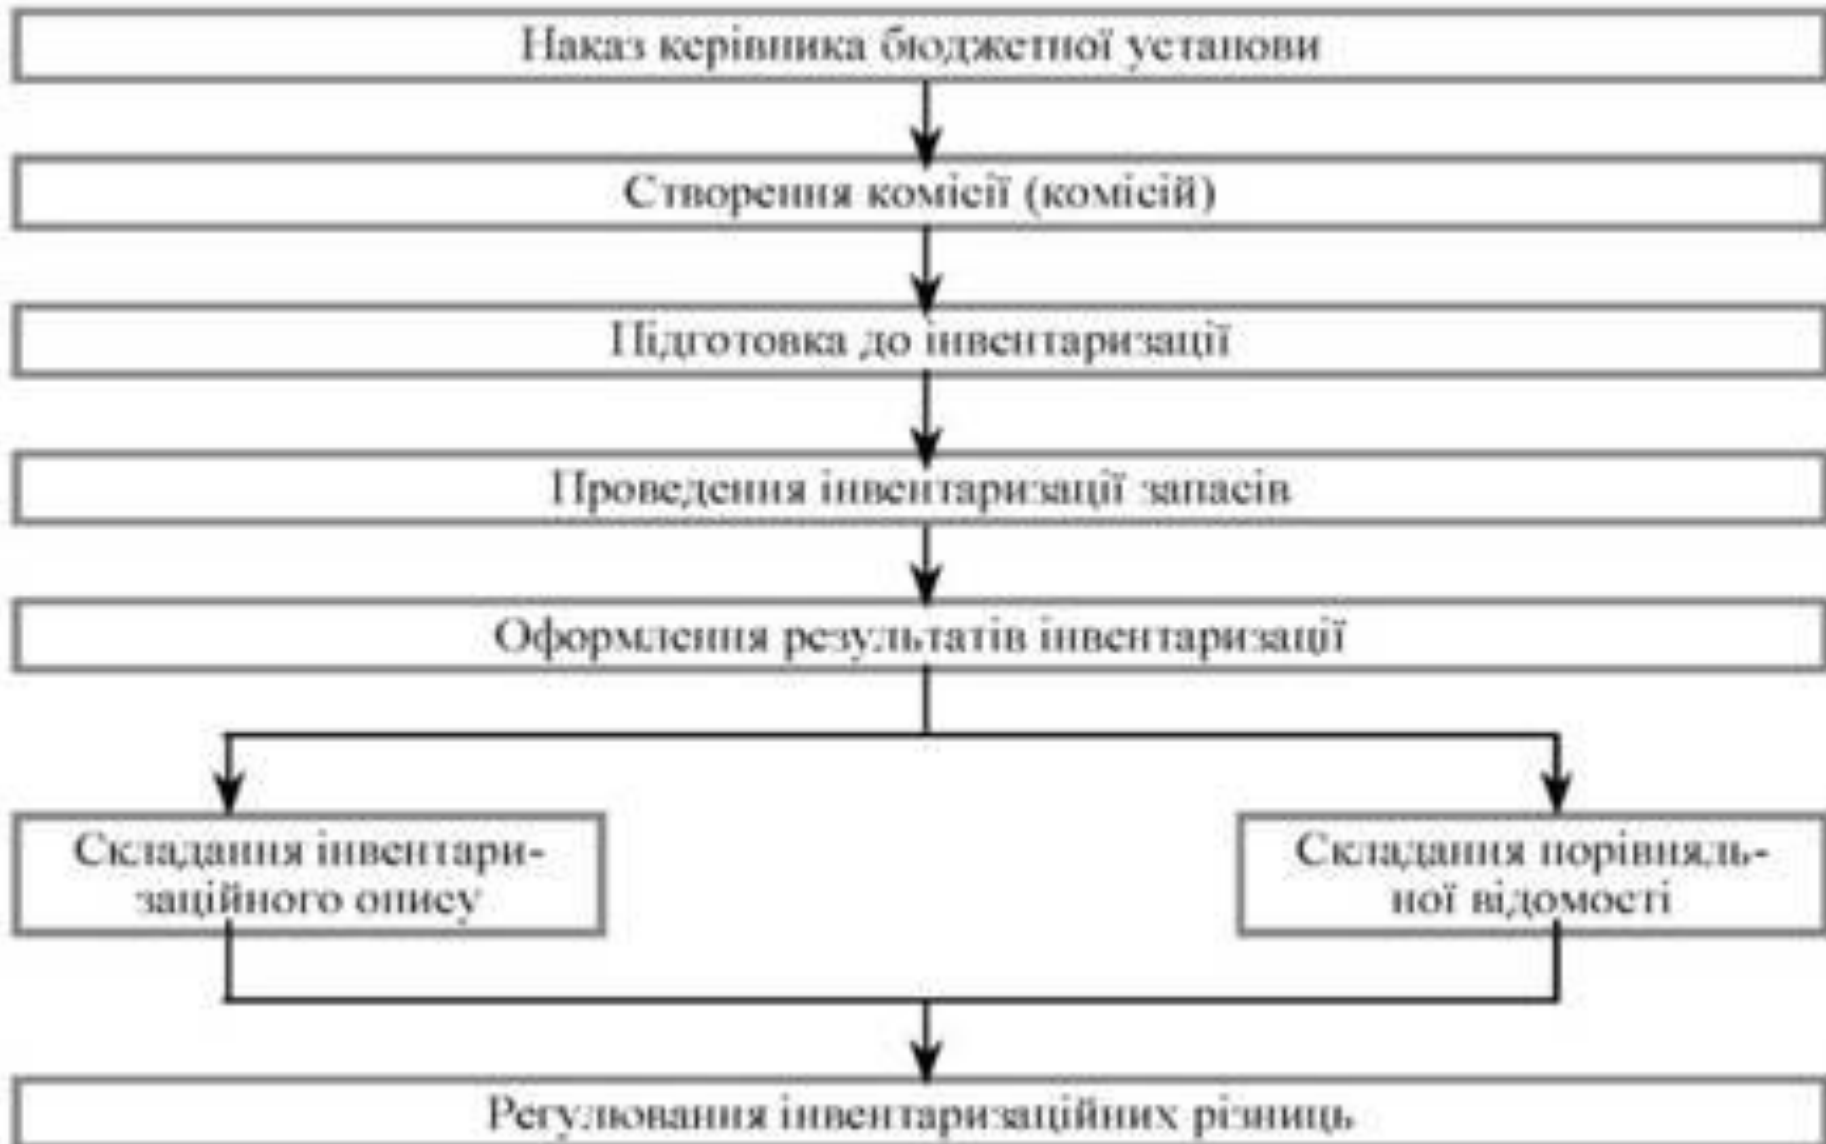 Наказ керівника бюджетної установи
Створення комісії (комісій)
Підготовка до інвентаризації
Проведення інвентаризації запасів
Оформлення результатів інвентаризації
Складання інвентари-
заційного опису
Складання порівняль-
ної відомості
Регулювання інвентаризаційних різниць